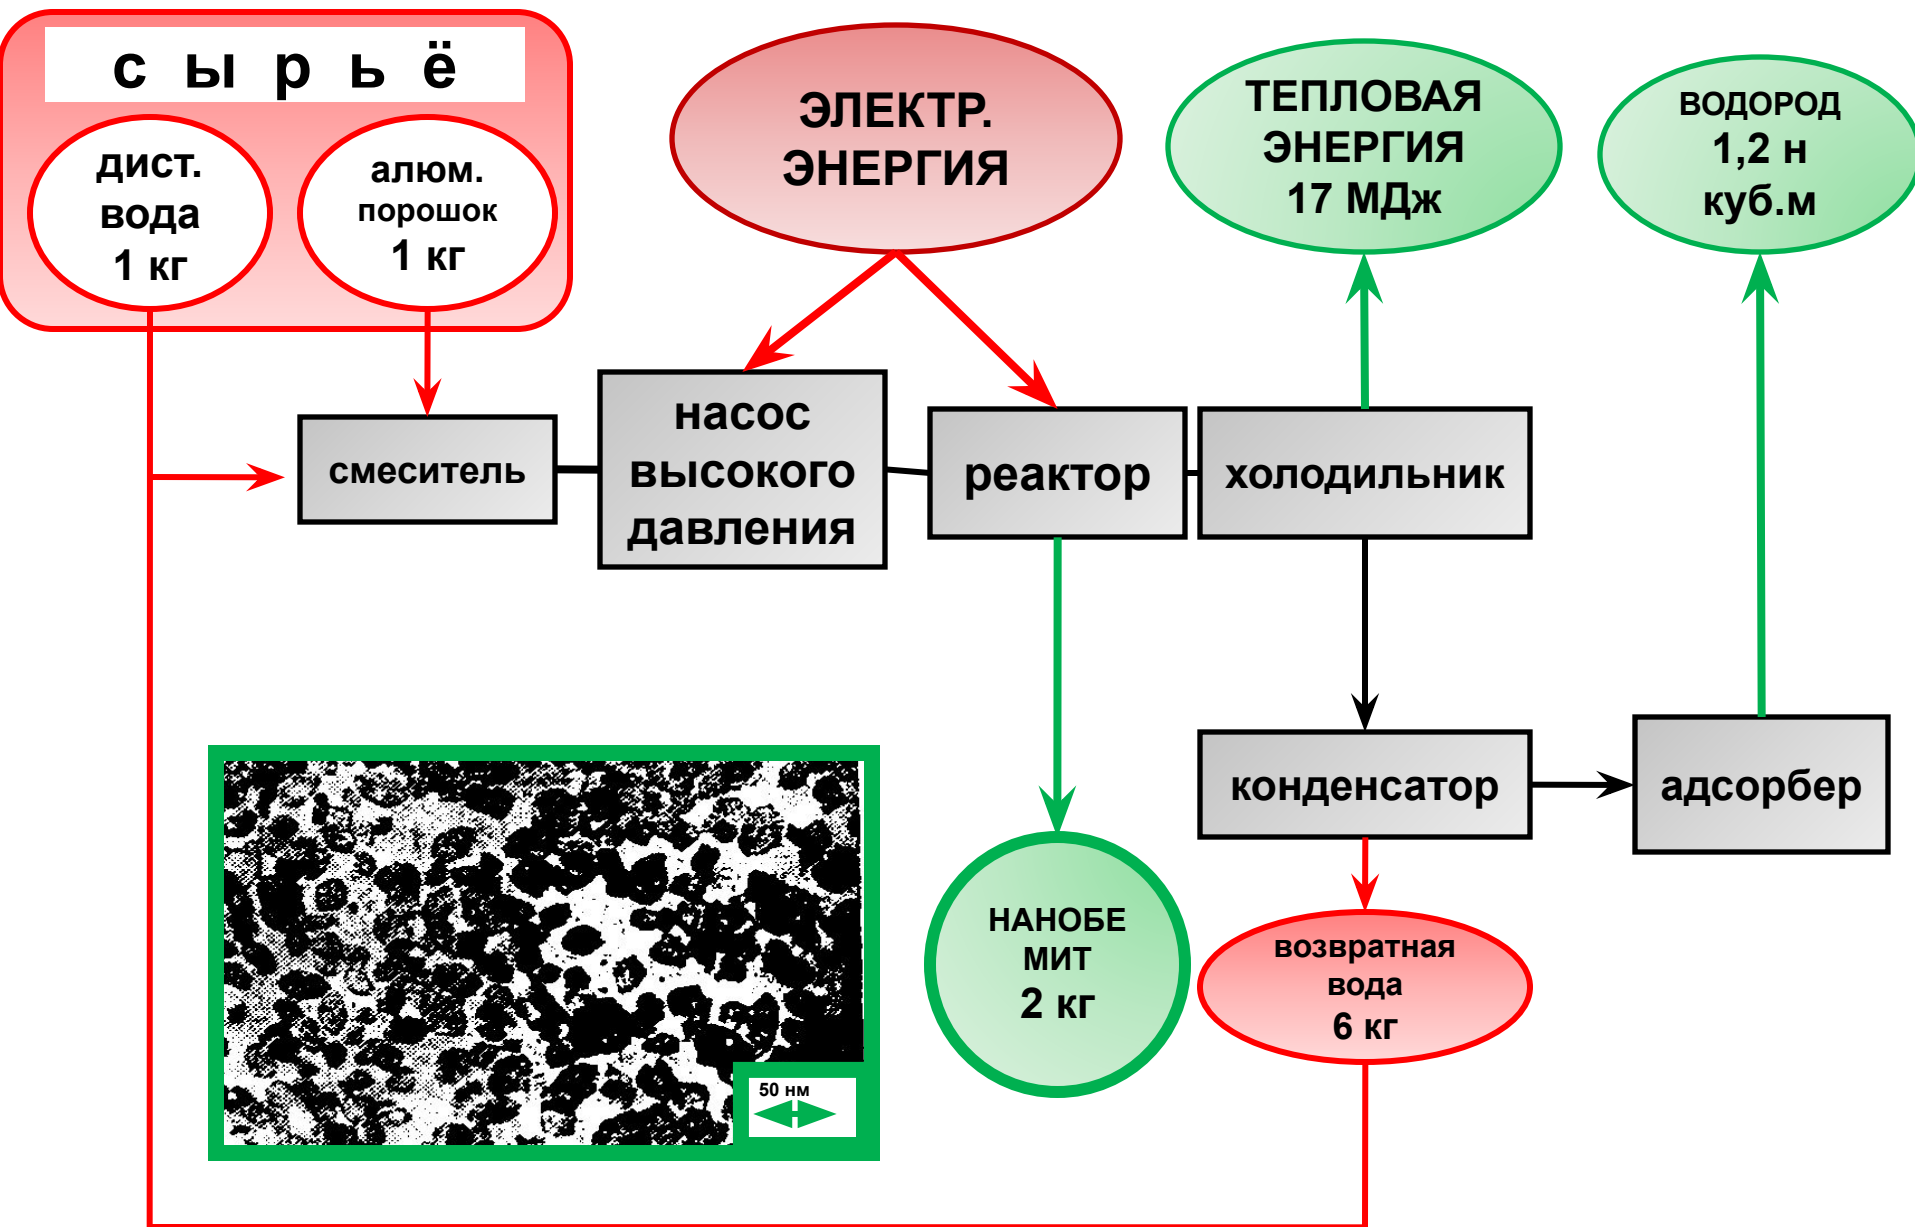 сырьё
дист.
вода
1 кг
алюм.
порошок
1 кг
ЭЛЕКТР.
ЭНЕРГИЯ
ТЕПЛОВАЯ
ЭНЕРГИЯ
17 МДж
ВОДОРОД
1,2 н
куб.м
смеситель
насос
высокого
давления
реактор
холодильник
конденсатор
адсорбер
НАНОБЕ
МИТ
2 кг
возвратная
вода
6 кг
50 нм